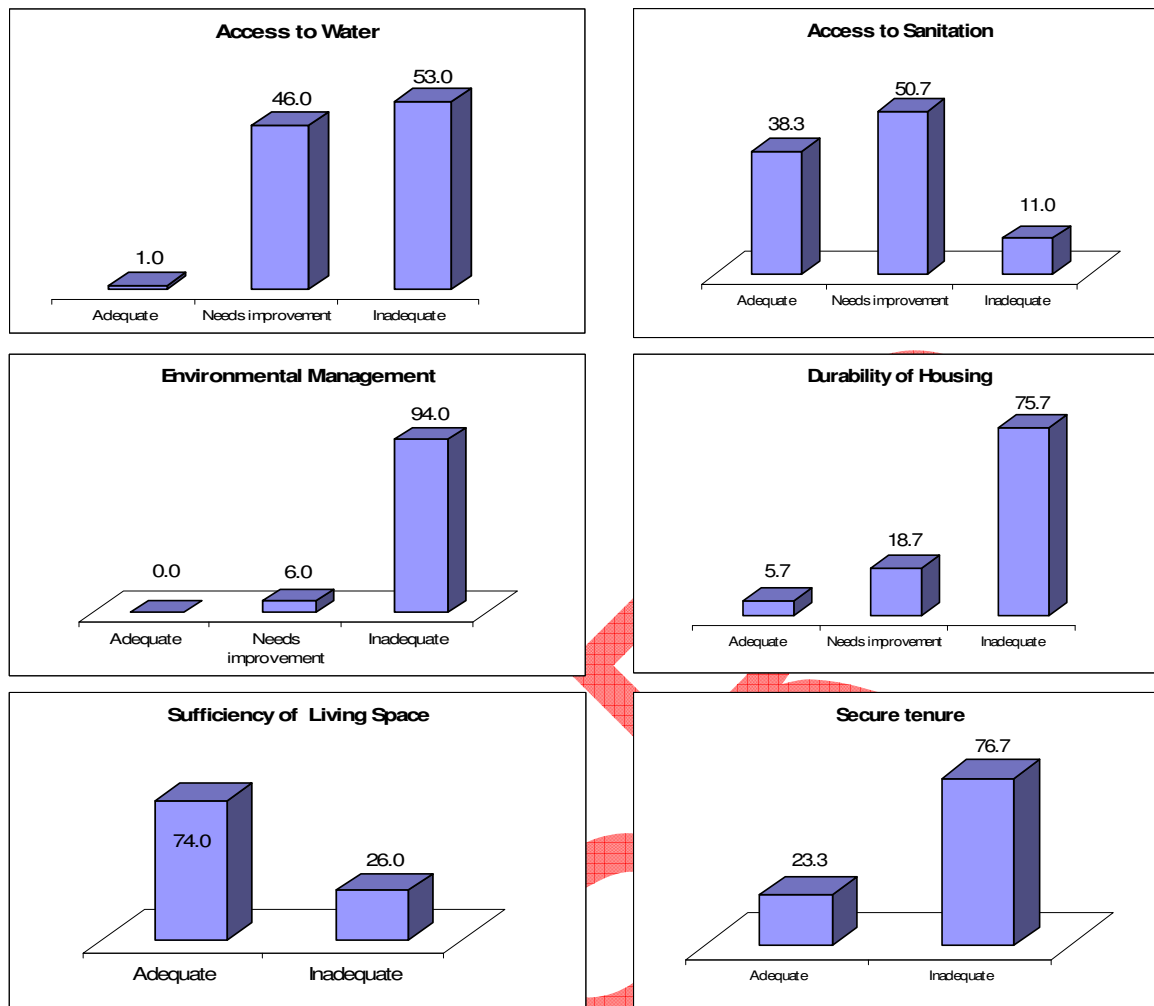 Access to Water
53.0
46.0
1.0
Adequate Needs improvement Inadequate
Access to Sanitation
50.7
38.3
11.0
Adequate Needs improvement Inadequate
Environmental Management
94.0
0.0 6.0
Adequate Needs improvement Inadequate
Durability of Housing
75.7
18.7
5.7
Adequate Needs improvement Inadequate
Sufficiency of Living Space
74.0
26.0
Adequate Inadequate
Secure tenure
76.7
23.3
Adequate Inadequate